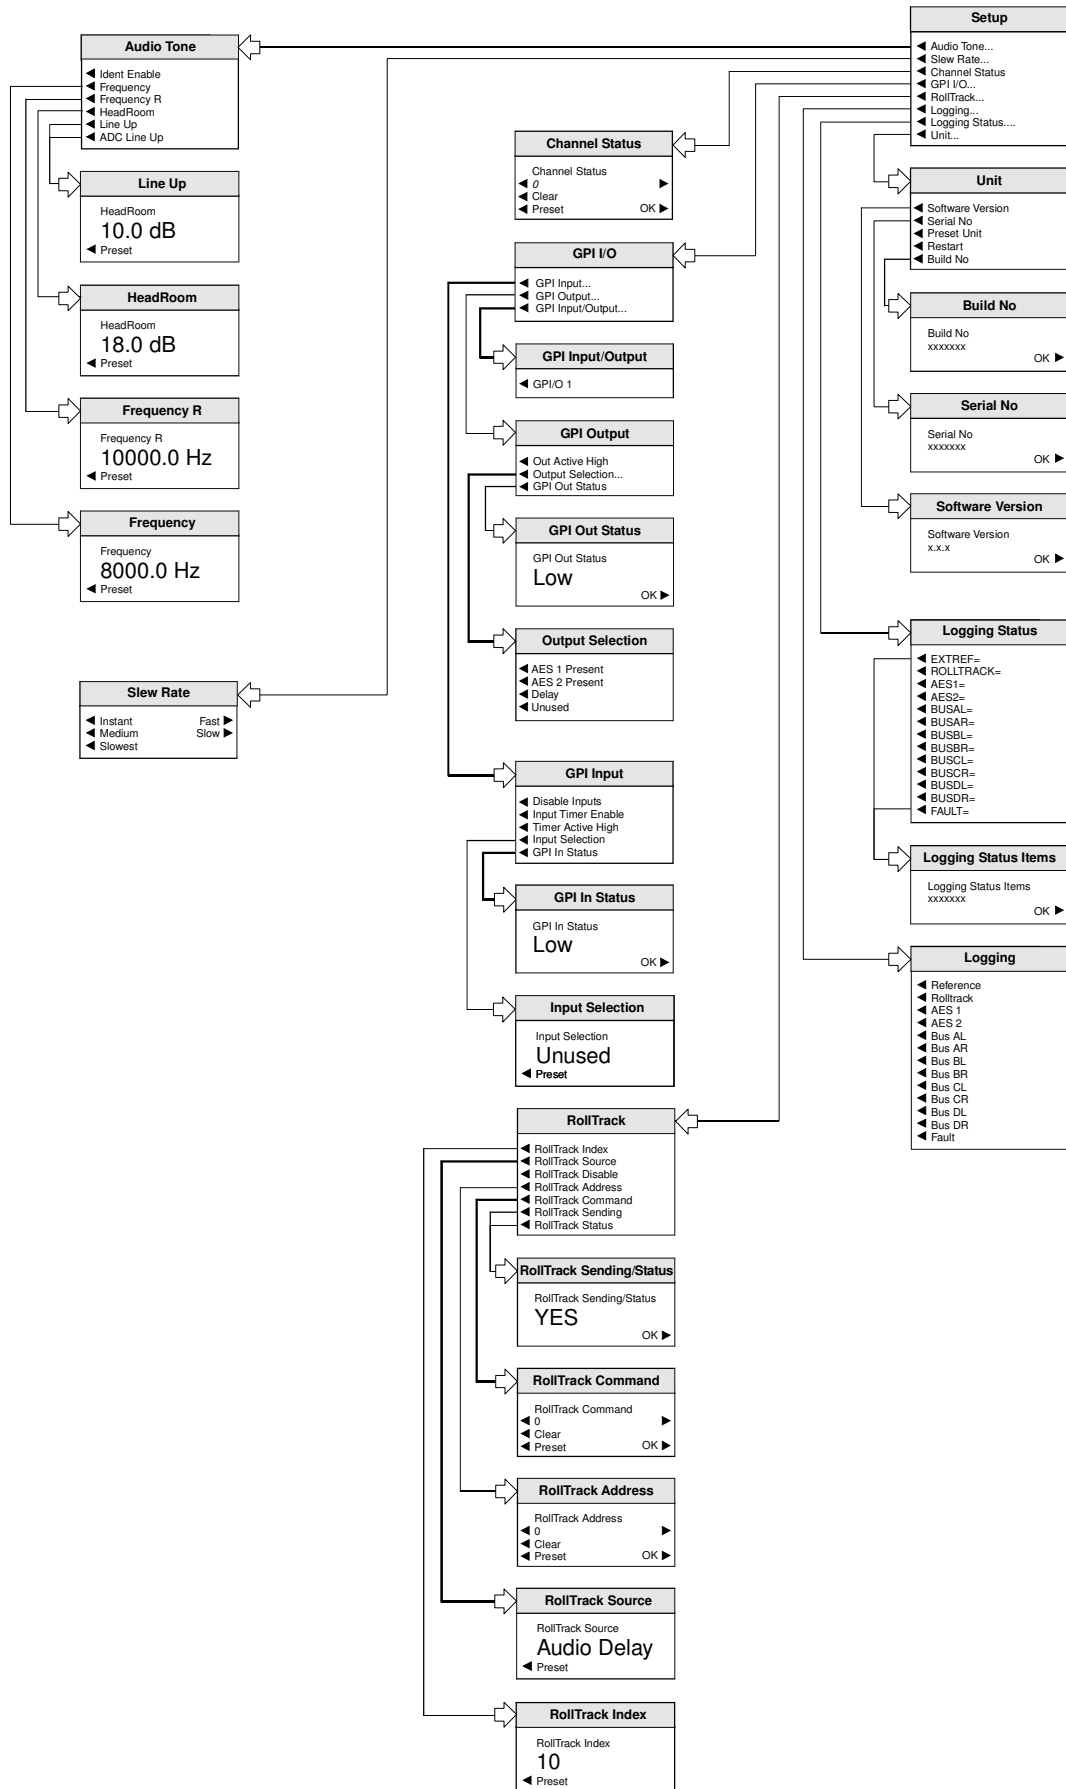 Setup
Audio Tone...
Slew Rate...
Channel Status
GPI I/O...
RollTrack...
Logging...
Logging Status....
Unit...
Audio Tone
Ident Enable
Frequency
Frequency R
HeadRoom
Line Up
ADC Line Up
Line Up
HeadRoom
10.0 dB
Preset
HeadRoom
HeadRoom
18.0 dB
Preset
Frequency R
Frequency R
10000.0 Hz
Preset
Frequency
Frequency
8000.0 Hz
Preset
Slew Rate
Instant Fast
Medium Slow
Slowest
Channel Status
Channel Status
0
Clear
Preset OK
GPI I/O
GPI Input...
GPI Output...
GPI Input/Output...
GPI Input/Output
GPI/O 1
GPI Output
Out Active High
Output Selection...
GPI Out Status
GPI Out Status
GPI Out Status
Low
OK
Output Selection
AES 1 Present
AES 2 Present
Delay
Unused
GPI Input
Disable Inputs
Input Timer Enable
Timer Active High
Input Selection
GPI In Status
GPI In Status
GPI In Status
Low
OK
Input Selection
Input Selection
Unused
Preset
RollTrack
RollTrack Index
RollTrack Source
RollTrack Disable
RollTrack Address
RollTrack Command
RollTrack Sending
RollTrack Status
RollTrack Sending/Status
RollTrack Sending/Status
YES
OK
RollTrack Command
RollTrack Command
0
Clear
Preset OK
RollTrack Address
RollTrack Address
0
Clear
Preset OK
RollTrack Source
RollTrack Source
Audio Delay
Preset
RollTrack Index
RollTrack Index
10
Preset
Unit
Software Version
Serial No
Preset Unit
Restart
Build No
Build No
Build No
xxxxxxx
OK
Serial No
Serial No
xxxxxxx
OK
Software Version
Software Version
x.x.x
OK
Logging Status
EXTREF=
ROLLTRACK=
AES1=
AES2=
BUSAL=
BUSAR=
BUSBL=
BUSBR=
BUSCL=
BUSCR=
BUSDL=
BUSDR=
FAULT=
Logging Status Items
Logging Status Items
xxxxxxx
OK
Logging
Reference
Rolltrack
AES 1
AES 2
Bus AL
Bus AR
Bus BL
Bus BR
Bus CL
Bus CR
Bus DL
Bus DR
Fault